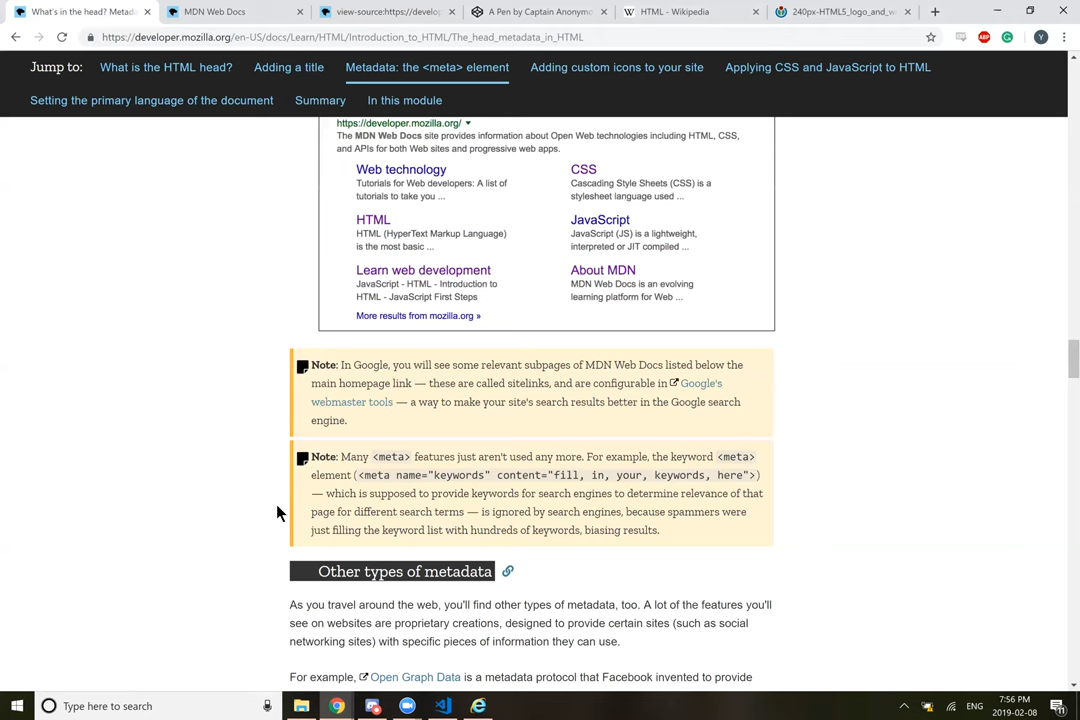 What's in the head? Metada
MDN Web Docs
view-source:https://develop
A Pen by Captain Anonymo
HTML - Wikipedia
240px-HTML5_logo_and_w
https://developer.mozilla.org/en-US/docs/Learn/HTML/Introduction_to_HTML/The_head_metadata_in_HTML
Jump to: What is the HTML head? Adding a title Metadata: the <meta> element Adding custom icons to your site Applying CSS and JavaScript to HTML
Setting the primary language of the document Summary In this module
https://developer.mozilla.org/
The MDN Web Docs site provides information about Open Web technologies including HTML, CSS,
and APIs for both Web sites and progressive web apps.
Web technology
Tutorials for Web developers: A list of
tutorials to take you ...
CSS
Cascading Style Sheets (CSS) is a
stylesheet language used ...
HTML
HTML (HyperText Markup Language)
is the most basic ...
JavaScript
JavaScript (JS) is a lightweight,
interpreted or JIT compiled ...
Learn web development
JavaScript - HTML - Introduction to
HTML - JavaScript First Steps
About MDN
MDN Web Docs is an evolving
learning platform for Web ...
More results from mozilla.org »
Note: In Google, you will see some relevant subpages of MDN Web Docs listed below the
main homepage link — these are called sitelinks, and are configurable in Google's
webmaster tools — a way to make your site's search results better in the Google search
engine.
Note: Many <meta> features just aren't used any more. For example, the keyword <meta>
element (<meta name="keywords" content="fill, in, your, keywords, here">)
— which is supposed to provide keywords for search engines to determine relevance of that
page for different search terms — is ignored by search engines, because spammers were
just filling the keyword list with hundreds of keywords, biasing results.
Other types of metadata
As you travel around the web, you'll find other types of metadata, too. A lot of the features you'll
see on websites are proprietary creations, designed to provide certain sites (such as social
networking sites) with specific pieces of information they can use.
For example, Open Graph Data is a metadata protocol that Facebook invented to provide
Type here to search
ENG
7:56 PM
2019-02-08